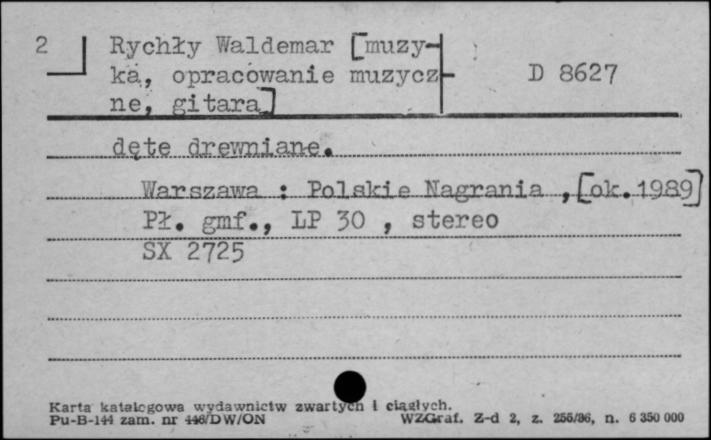 2 Rychły Waldemar [muzy-
ka, opracowanie muzycz- D 8627
ne, gitara]
dęte drewniane.
Warszawa : Polskie Nagrania ,[ok.1989]
Pł. gmf., LP 30 , stereo
SX 2725
Karta katalogowa wydawnictw zwartych i ciągłych.
Pu-B-144 zam. nr 446/DW/ON WZGraf. Z-d 2, z. 255/86, n. 6 350 000